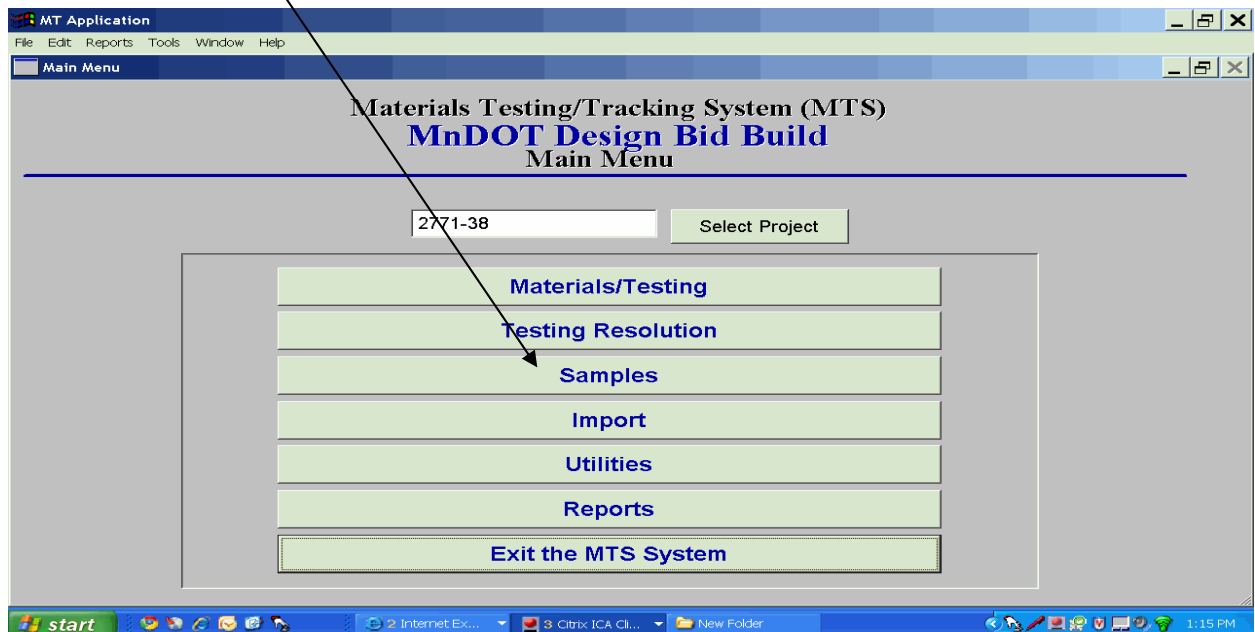 MT Application
File Edit Reports Tools Window Help
Main Menu
Materials Testing/Tracking System (MTS)
MnDOT Design Bid Build
Main Menu
2771-38 Select Project
Materials/Testing
Testing Resolution
Samples
Import
Utilities
Reports
Exit the MTS System
start 2 Internet Ex... 3 Citrix ICA Cli... New Folder 1:15 PM